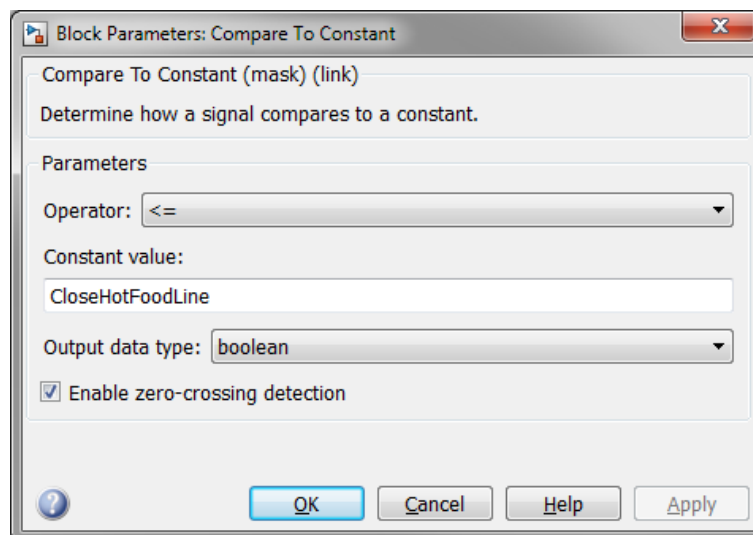 Block Parameters: Compare To Constant
Compare To Constant (mask) (link)
Determine how a signal compares to a constant.
Parameters
Operator: <=
Constant value:
CloseHotFoodLine
Output data type: boolean
Enable zero-crossing detection
OK Cancel Help Apply